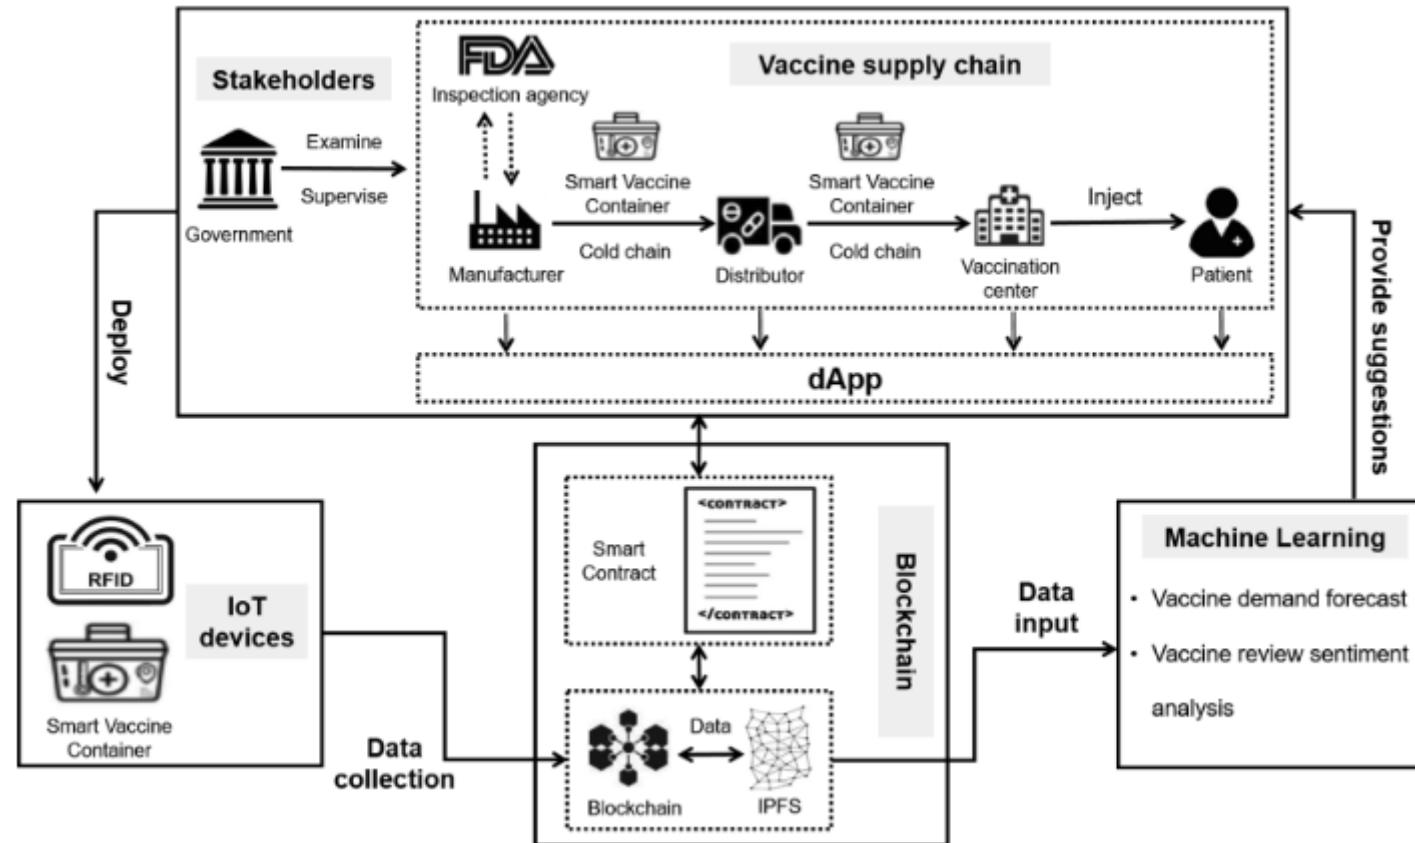 Stakeholders
FDA
Inspection agency
Vaccine supply chain
Examine
Supervise
Government
Smart Vaccine
Container
Cold chain
Smart Vaccine
Container
Cold chain
Inject
Manufacturer
Distributor
Vaccination
center
Patient
dApp
Deploy
Provide suggestions
RFID
IoT
devices
Smart Vaccine
Container
Data
collection
Smart
Contract
<contract>
</contract>
Blockchain
Data
Blockchain
IPFS
Data
input
Machine Learning
• Vaccine demand forecast
• Vaccine review sentiment
analysis